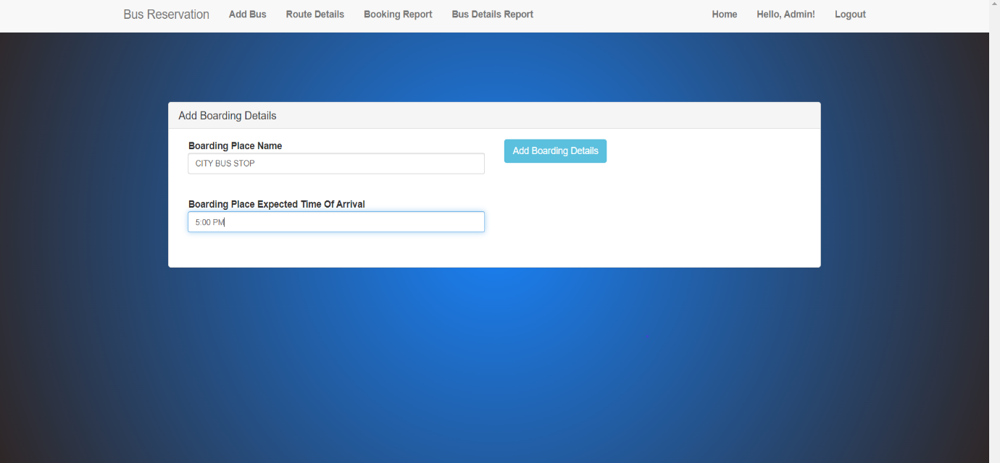 Bus Reservation Add Bus Route Details Booking Report Bus Details Report Home Hello, Admin! Logout
Add Boarding Details
Boarding Place Name
CITY BUS STOP
Add Boarding Details
Boarding Place Expected Time Of Arrival
5:00 PM